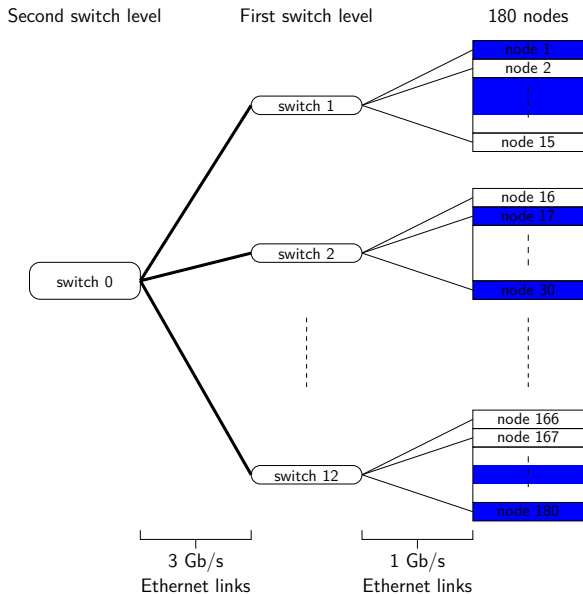 Second switch level
First switch level
180 nodes
node 1
node 2
switch 1
node 15
node 16
node 17
switch 2
node 30
switch 0
node 166
node 167
switch 12
node 180
3 Gb/s
Ethernet links
1 Gb/s
Ethernet links